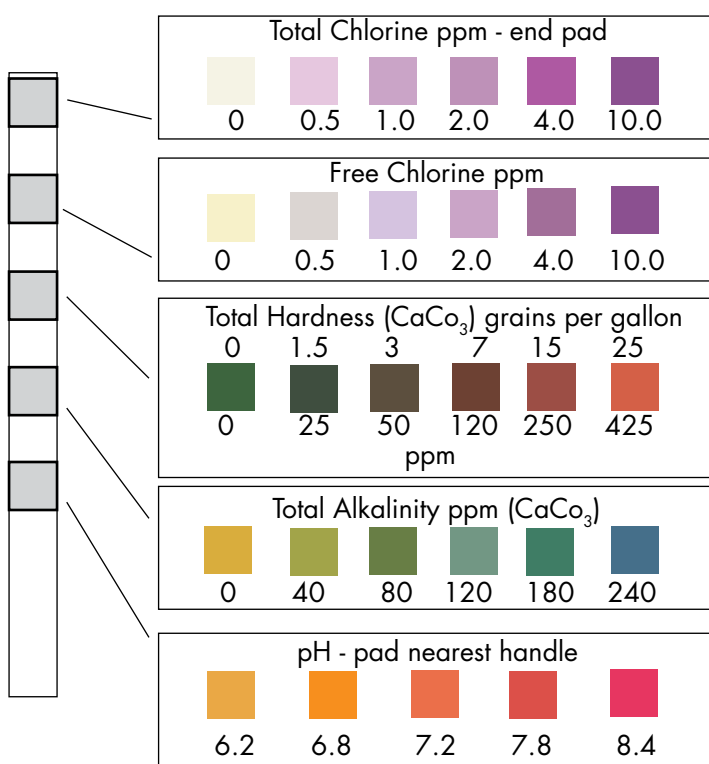 Total Chlorine ppm - end pad
0 0.5 1.0 2.0 4.0 10.0
Free Chlorine ppm
0 0.5 1.0 2.0 4.0 10.0
Total Hardness (CaCo₃) grains per gallon
0 1.5 3 7 15 25
0 25 50 120 250 425
ppm
Total Alkalinity ppm (CaCo₃)
0 40 80 120 180 240
pH - pad nearest handle
6.2 6.8 7.2 7.8 8.4